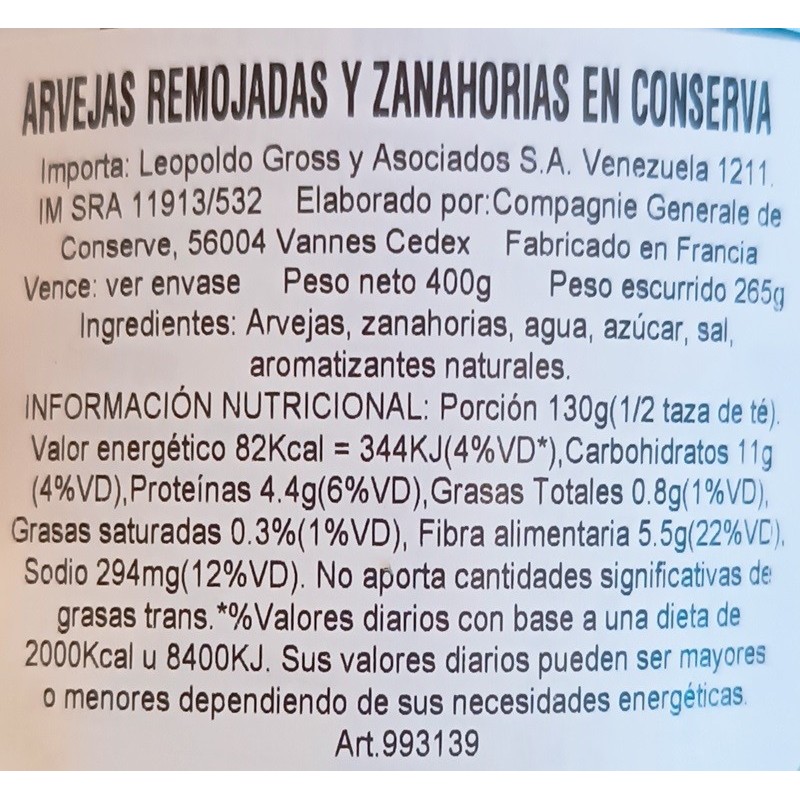 ARVEJAS REMOJADAS Y ZANAHORIAS EN CONSERVA
Importa: Leopoldo Gross y Asociados S.A. Venezuela 1211.
IM SRA 11913/532 Elaborado por:Compagnie Generale de
Conserve, 56004 Vannes Cedex Fabricado en Francia
Vence: ver envase Peso neto 400g Peso escurrido 265g
Ingredientes: Arvejas, zanahorias, agua, azúcar, sal,
aromatizantes naturales.
INFORMACIÓN NUTRICIONAL: Porción 130g(1/2 taza de té).
Valor energético 82Kcal = 344KJ(4%VD*),Carbohidratos 11g
(4%VD),Proteínas 4.4g(6%VD),Grasas Totales 0.8g(1%VD),
Grasas saturadas 0.3%(1%VD), Fibra alimentaria 5.5g(22%VD),
Sodio 294mg(12%VD). No aporta cantidades significativas de
grasas trans.*%Valores diarios con base a una dieta de
2000Kcal u 8400KJ. Sus valores diarios pueden ser mayores
o menores dependiendo de sus necesidades energéticas.
Art.993139